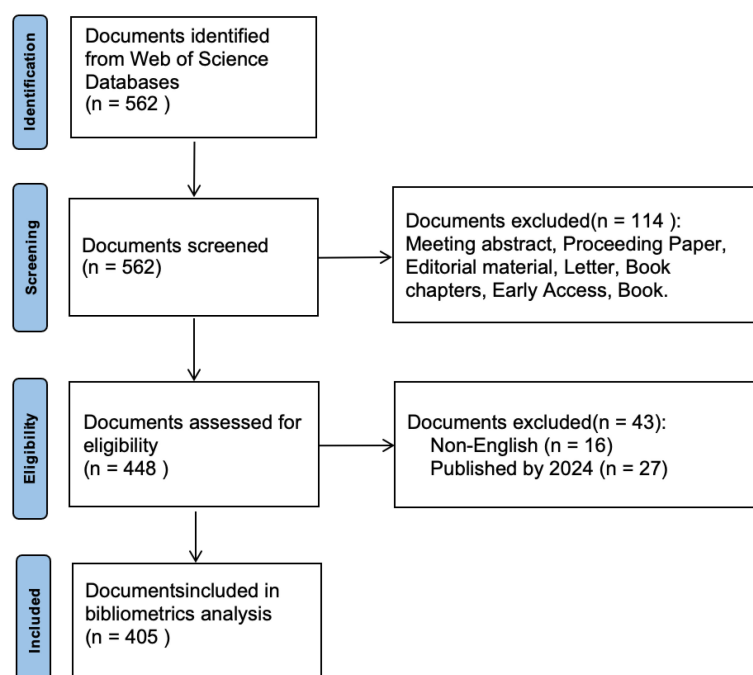 Identification
Documents identified
from Web of Science
Databases
(n = 562 )
Screening
Documents screened
(n = 562)
Documents excluded(n = 114 ):
Meeting abstract, Proceeding Paper,
Editorial material, Letter, Book
chapters, Early Access, Book.
Eligibility
Documents assessed for
eligibility
(n = 448 )
Documents excluded(n = 43):
Non-English (n = 16)
Published by 2024 (n = 27)
Included
Documentsincluded in
bibliometrics analysis
(n = 405 )